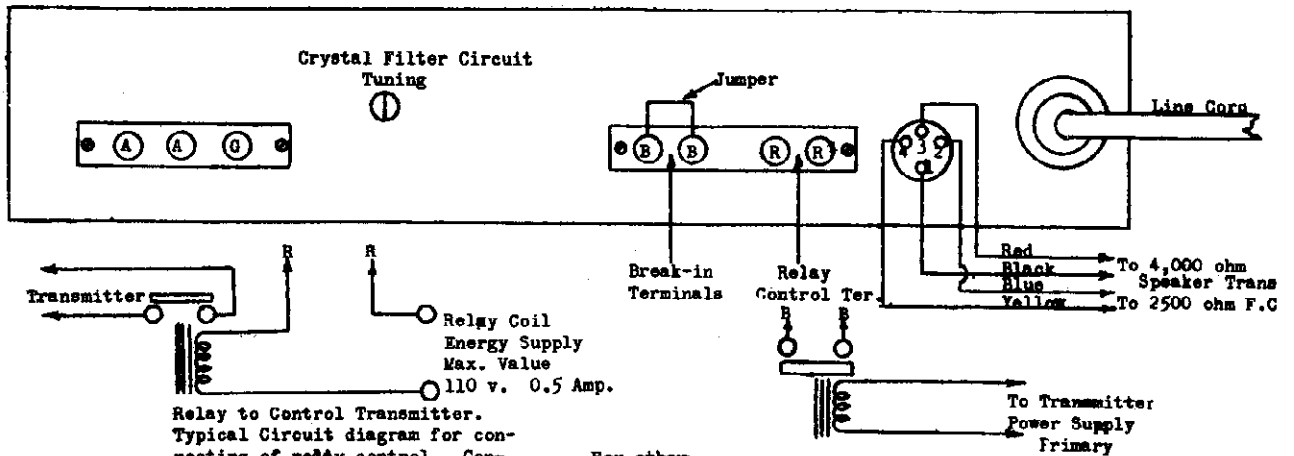 Crystal Filter Circuit
Tuning
Jumper
Line Cord
A A G
B B R R
4 3 2
1
R R
Transmitter
Relay Coil
Energy Supply
Max. Value
110 v. 0.5 Amp.
Relay to Control Transmitter.
Typical Circuit diagram for con-
Break-in
Terminals
Relay
Control Ter.
B B
Red
Black
Blue
Yellow
To 4,000 ohm
Speaker Trans
To 2500 ohm F.C
To Transmitter
Power Supply
Primary